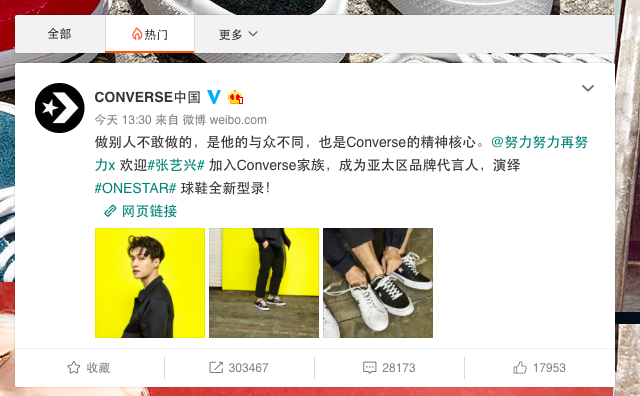 全部
热门
更多
CONVERSE中国
今天 13:30 来自 微博 weibo.com
做别人不敢做的，是他的与众不同，也是Converse的精神核心。@努力努力再努
力x 欢迎#张艺兴# 加入Converse家族，成为亚太区品牌代言人，演绎
#ONESTAR# 球鞋全新型录！
网页链接
收藏
303467
28173
17953